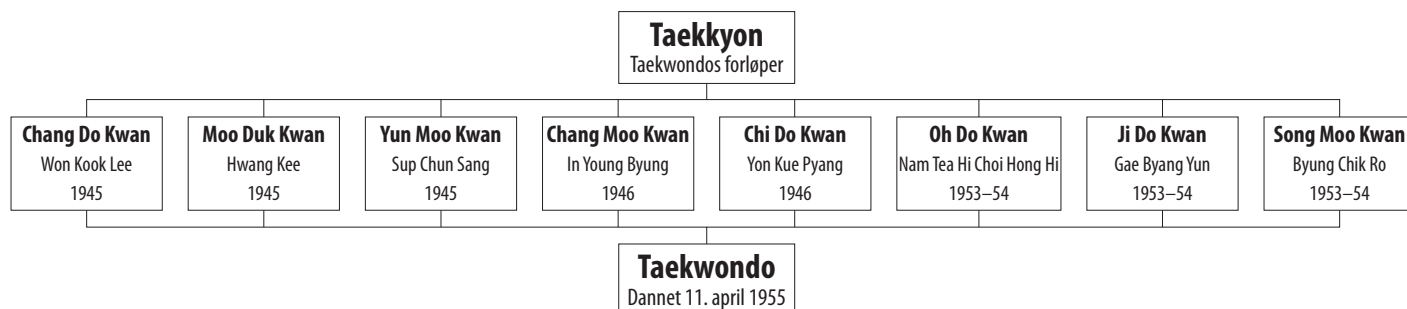 Taekkyon
Taekwondos forløper
Chang Do Kwan
Won Kook Lee
1945
Moo Duk Kwan
Hwang Kee
1945
Yun Moo Kwan
Sup Chun Sang
1945
Chang Moo Kwan
In Young Byung
1946
Chi Do Kwan
Yon Kue Pyang
1946
Oh Do Kwan
Nam Tea Hi Choi Hong Hi
1953–54
Ji Do Kwan
Gae Byang Yun
1953–54
Song Moo Kwan
Byung Chik Ro
1953–54
Taekwondo
Dannet 11. april 1955